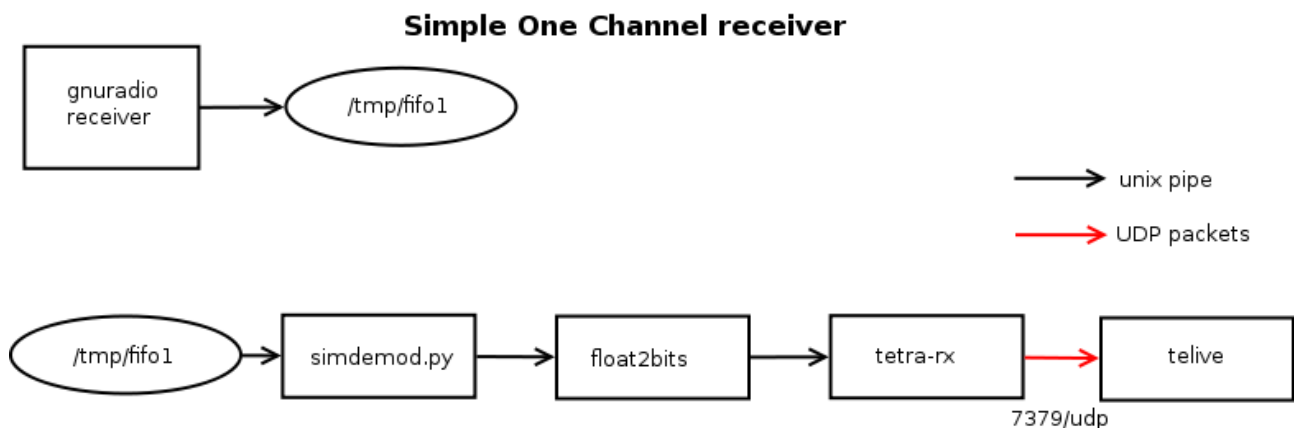 Simple One Channel receiver
gnuradio
receiver
/tmp/fifo1
unix pipe
UDP packets
/tmp/fifo1
simdemod.py
float2bits
tetra-rx
telive
7379/udp